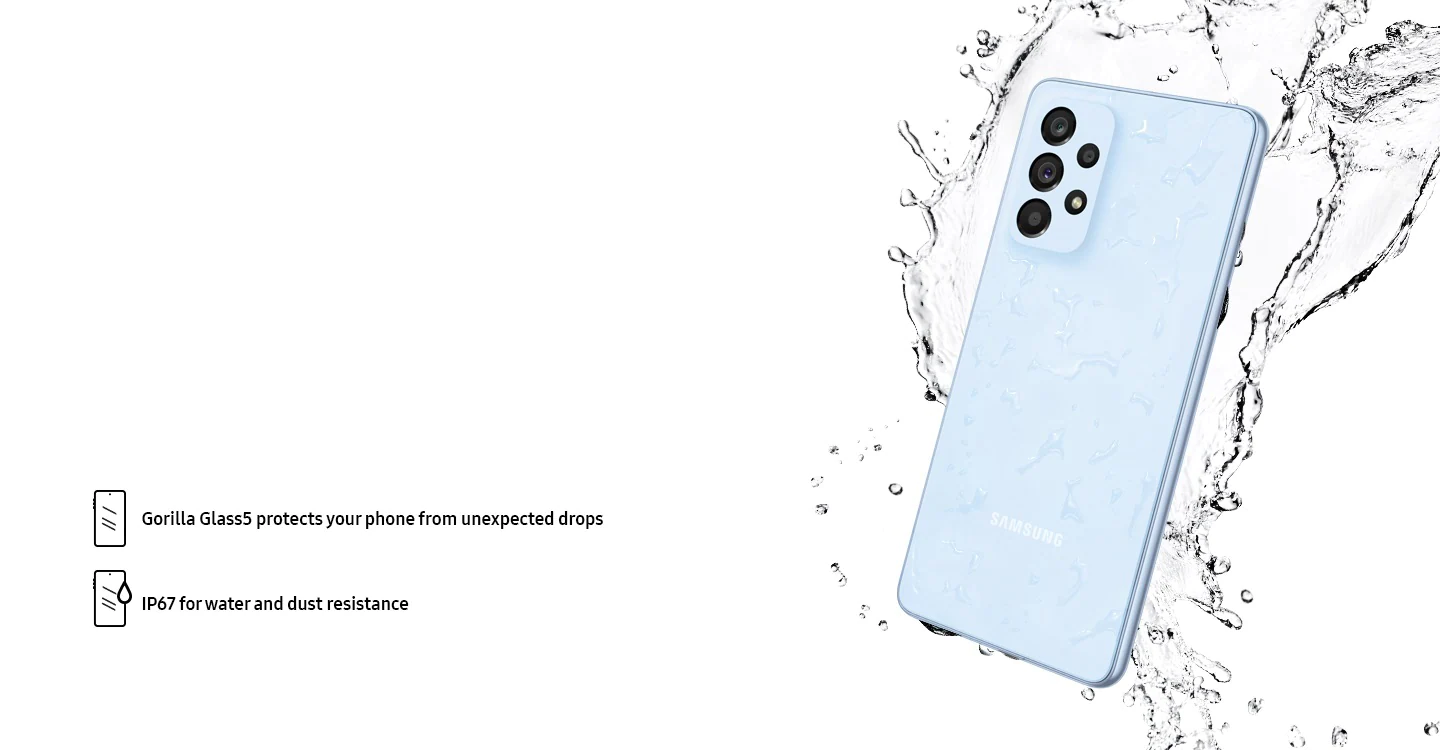 SAMSUNG
Gorilla Glass5 protects your phone from unexpected drops
IP67 for water and dust resistance